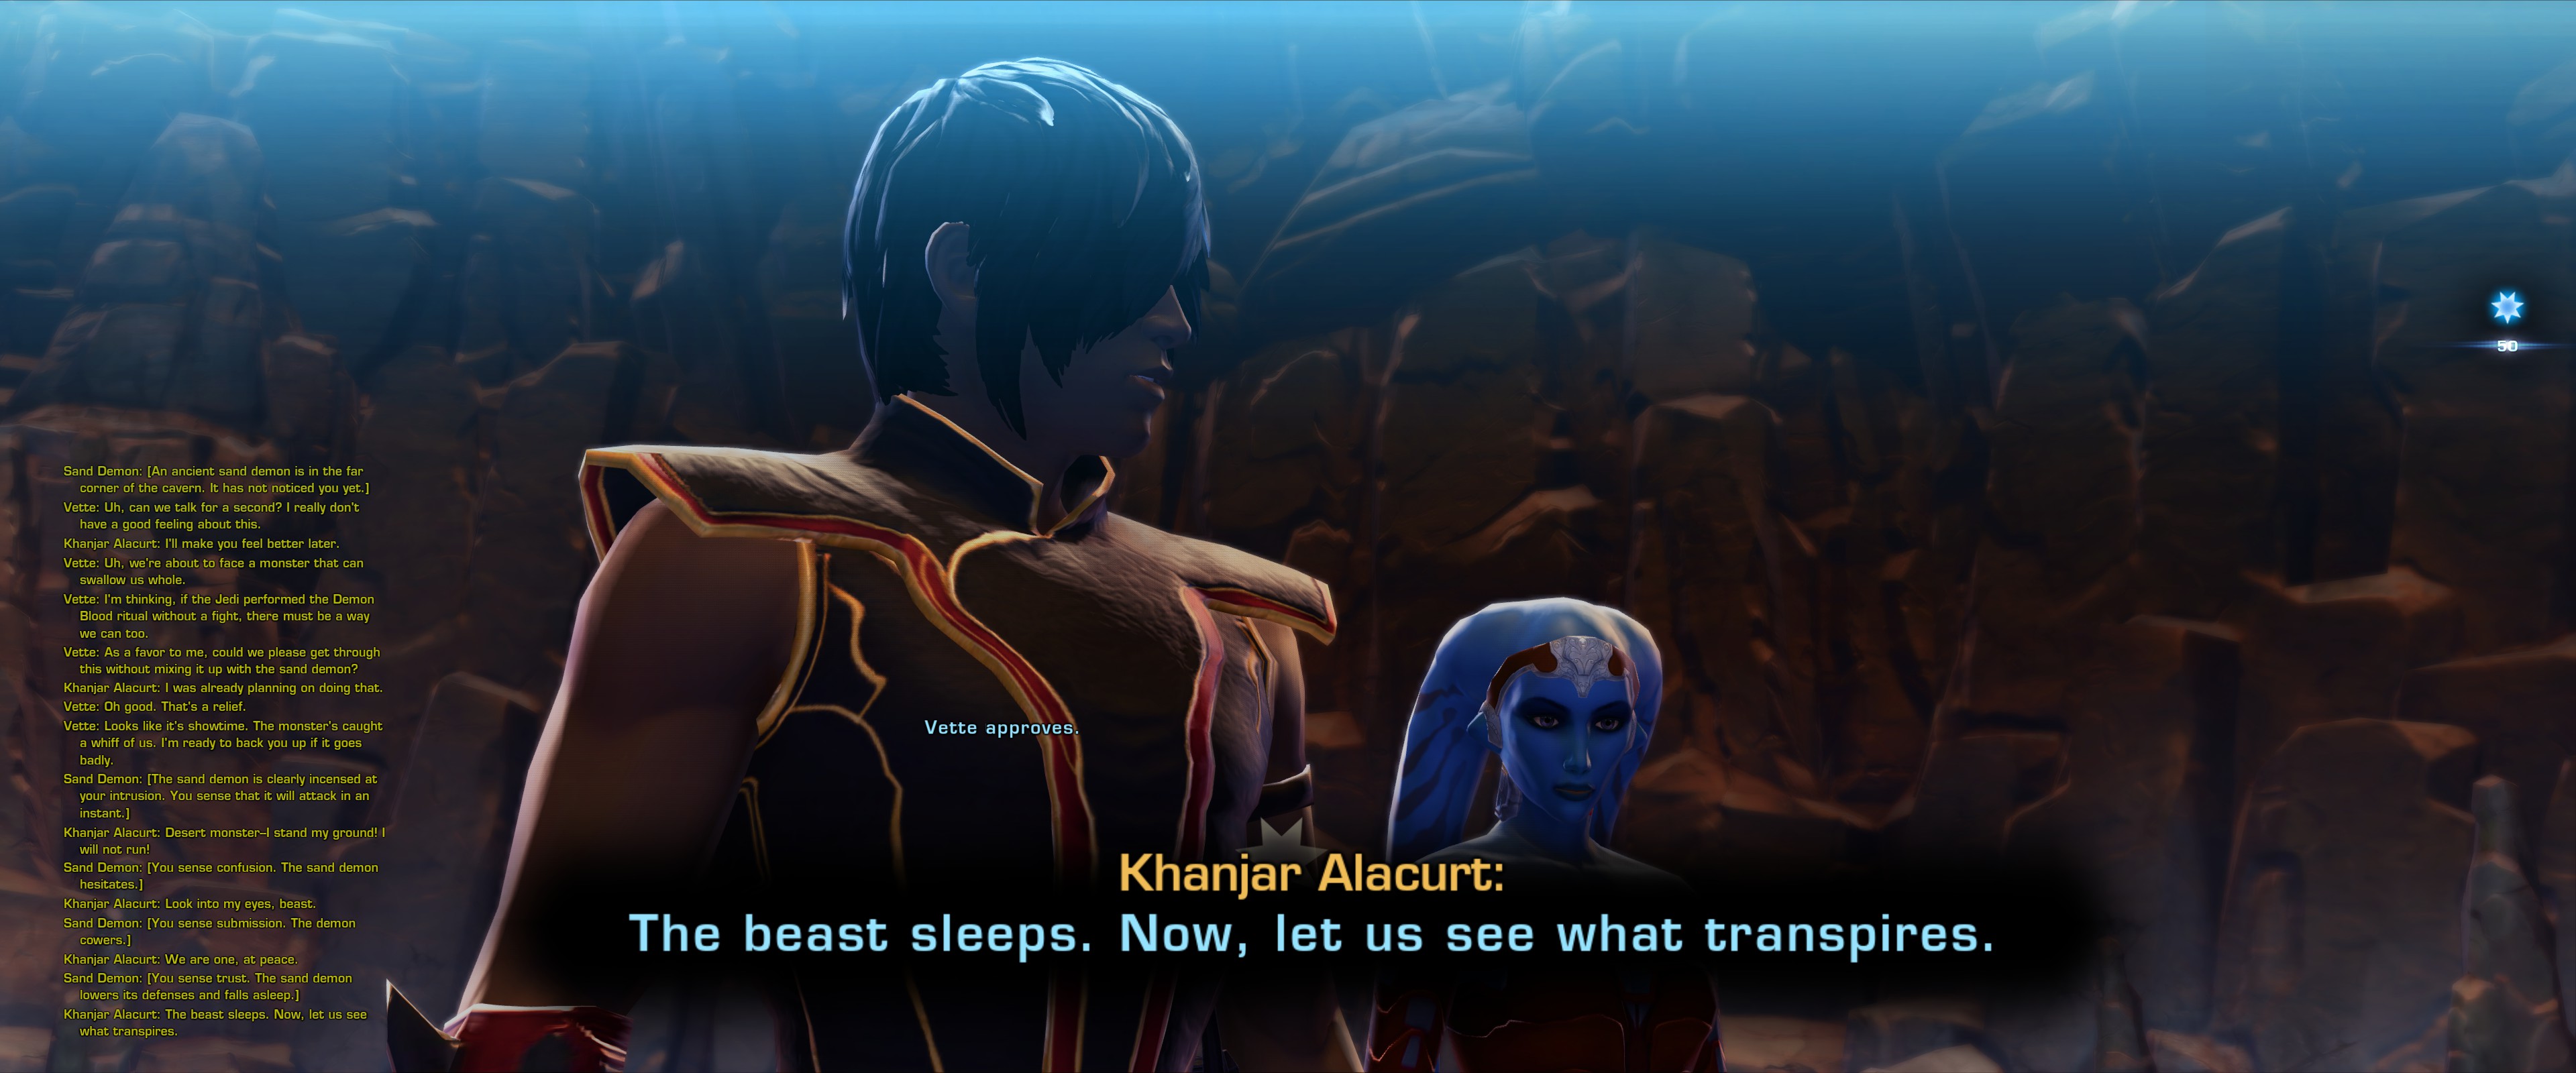 50
Sand Demon: [An ancient sand demon is in the far
corner of the cavern. It has not noticed you yet.]
Vette: Uh, can we talk for a second? I really don't
have a good feeling about this.
Khanjar Alacurt: I'll make you feel better later.
Vette: Uh, we're about to face a monster that can
swallow us whole.
Vette: I'm thinking, if the Jedi performed the Demon
Blood ritual without a fight, there must be a way
we can too.
Vette: As a favor to me, could we please get through
this without mixing it up with the sand demon?
Khanjar Alacurt: I was already planning on doing that.
Vette: Oh good. That's a relief.
Vette: Looks like it's showtime. The monster's caught
a whiff of us. I'm ready to back you up if it goes
badly.
Sand Demon: [The sand demon is clearly incensed at
your intrusion. You sense that it will attack in an
instant.]
Khanjar Alacurt: Desert monster–I stand my ground! I
will not run!
Sand Demon: [You sense confusion. The sand demon
hesitates.]
Khanjar Alacurt: Look into my eyes, beast.
Sand Demon: [You sense submission. The demon
cowers.]
Khanjar Alacurt: We are one, at peace.
Sand Demon: [You sense trust. The sand demon
lowers its defenses and falls asleep.]
Khanjar Alacurt: The beast sleeps. Now, let us see
what transpires.
Vette approves.
Khanjar Alacurt:
The beast sleeps. Now, let us see what transpires.